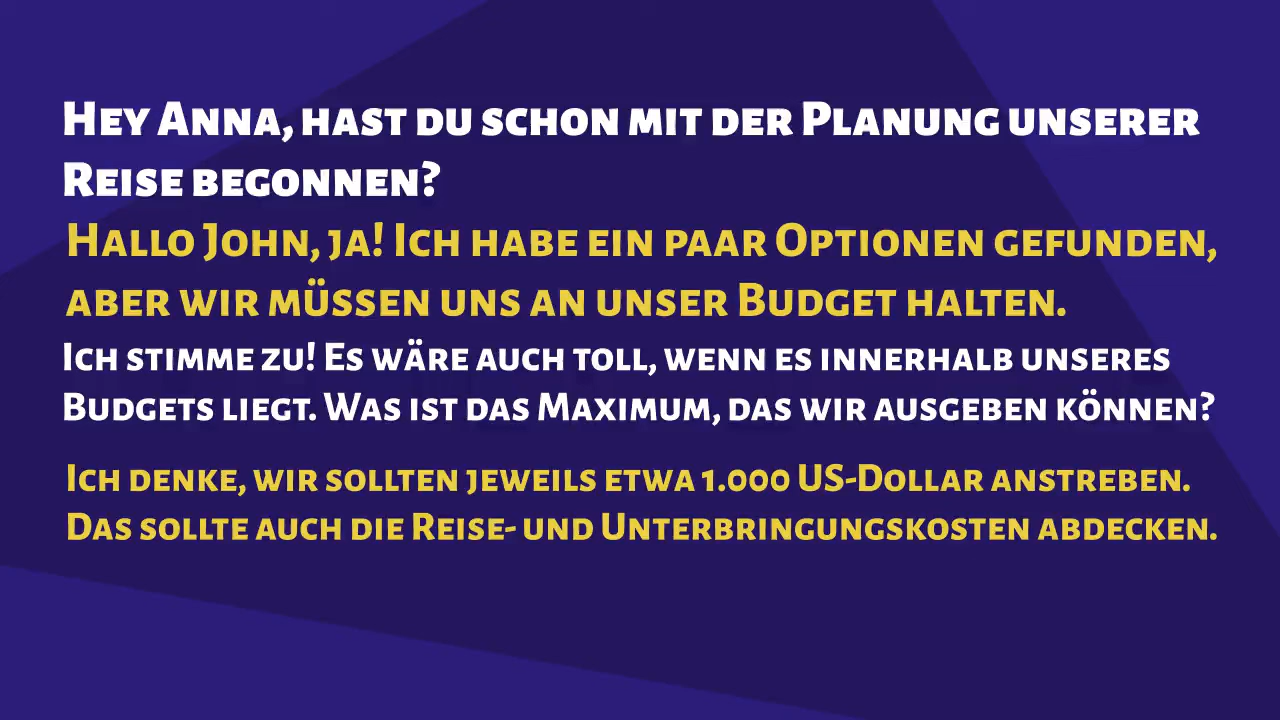 Hey Anna, hast du schon mit der Planung unserer
Reise begonnen?
Hallo John, ja! Ich habe ein paar Optionen gefunden,
aber wir müssen uns an unser Budget halten.
Ich stimme zu! Es wäre auch toll, wenn es innerhalb unseres
Budgets liegt. Was ist das Maximum, das wir ausgeben können?
Ich denke, wir sollten jeweils etwa 1.000 US-Dollar anstreben.
Das sollte auch die Reise- und Unterbringungskosten abdecken.